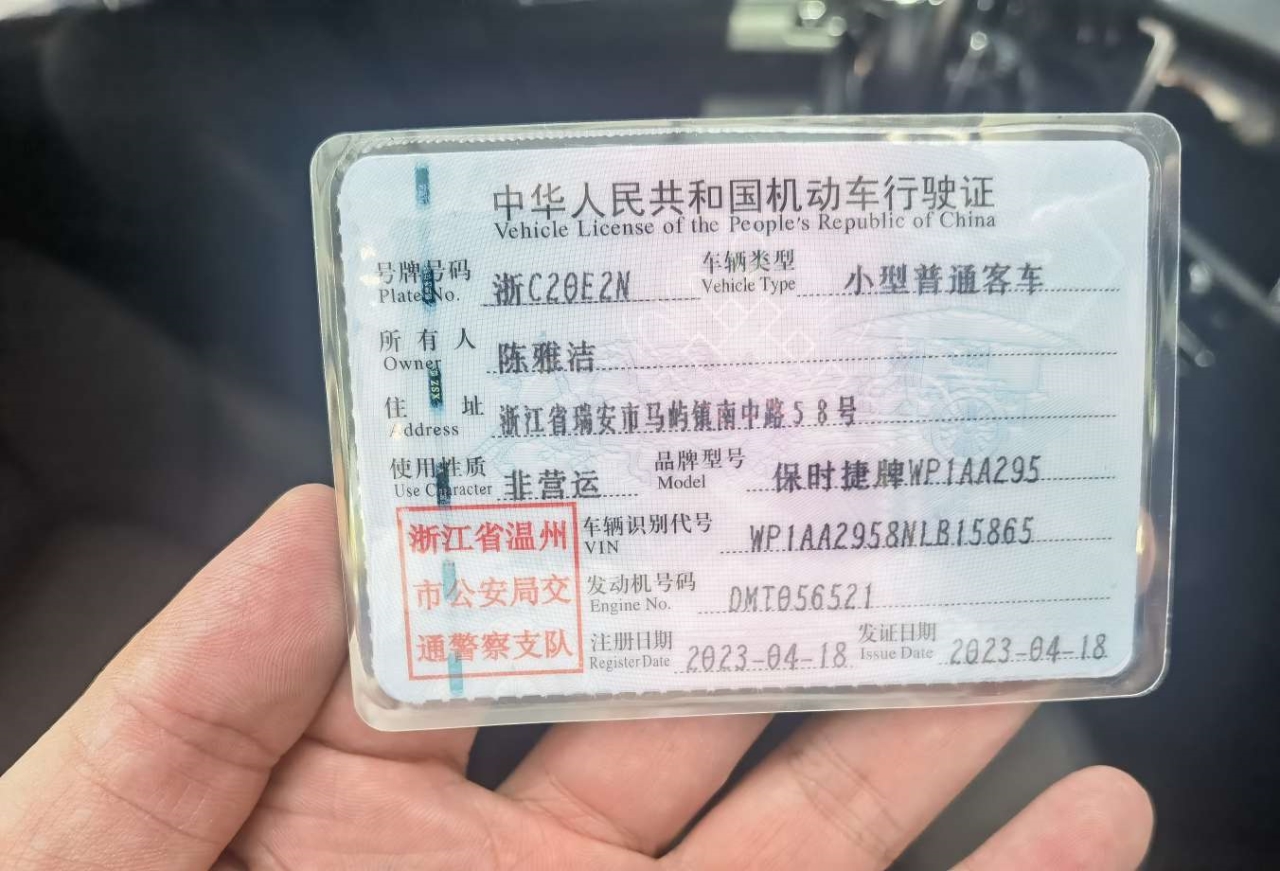 中华人民共和国机动车行驶证
Vehicle License of the People's Republic of China
号牌号码 浙C20E2N 车辆类型 小型普通客车
Plate No. Vehicle Type
所有人 陈雅洁
Owner
住址 浙江省瑞安市马屿镇南中路58号
Address
使用性质 非营运 品牌型号 保时捷牌WP1AA295
Use Character Model
浙江省温州 车辆识别代号 WP1AA2958NLB15865
VIN
市公安局交 发动机号码 DMT056521
Engine No.
通警察支队 注册日期 2023-04-18 发证日期 2023-04-18
Register Date Issue Date